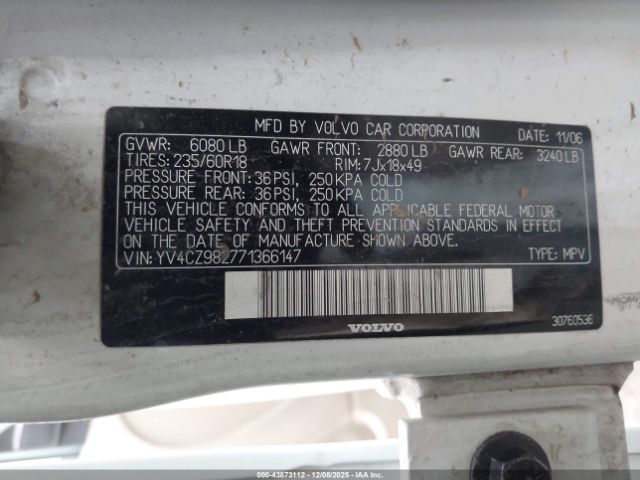 MFD BY VOLVO CAR CORPORATION DATE: 11/06
GVWR: 6080 LB GAWR FRONT: 2880 LB GAWR REAR: 3240 LB
TIRES: 235/60R18 RIM: 7Jx18x49
PRESSURE FRONT: 36 PSI, 250 KPA COLD
PRESSURE REAR: 36 PSI, 250 KPA COLD
THIS VEHICLE CONFORMS TO ALL APPLICABLE FEDERAL MOTOR
VEHICLE SAFETY AND THEFT PREVENTION STANDARDS IN EFFECT
ON THE DATE OF MANUFACTURE SHOWN ABOVE.
VIN: YV4CZ982771366147 TYPE: MPV
VOLVO 30760536
00-43873112 - 12/08/2025 - IAAI.COM